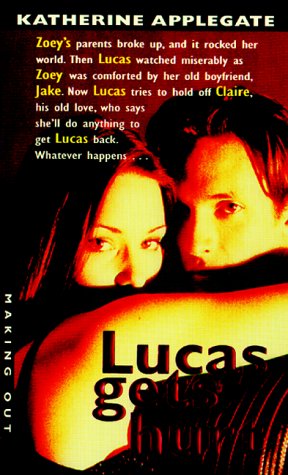 KATHERINE APPLEGATE
Zoey's parents broke up, and it rocked her
world. Then Lucas watched miserably as
Zoey was comforted by her old boyfriend,
Jake. Now Lucas tries to hold off Claire,
his old love, who says
she'll do anything to
get Lucas back.
Whatever happens . . .
MAKING OUT
Lucas
gets
hurt